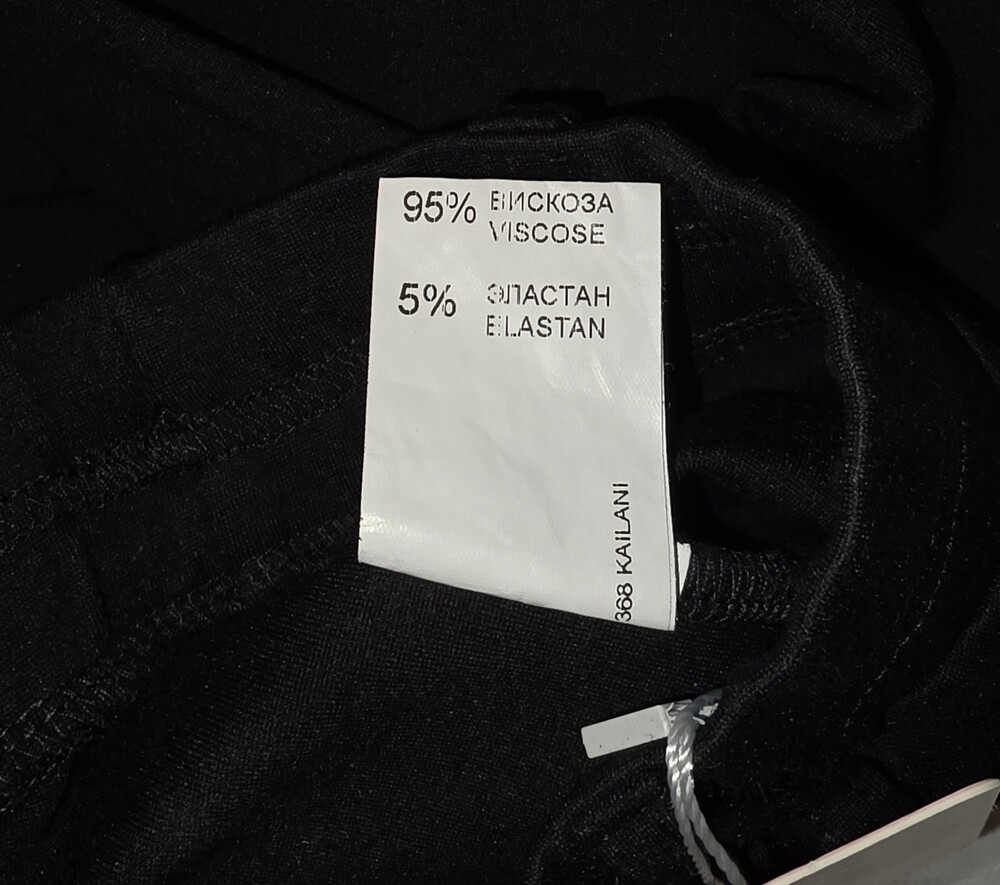 95% ВИСКОЗА
VISCOSE
5% ЭЛАСТАН
ELASTAN
368 KAILANI